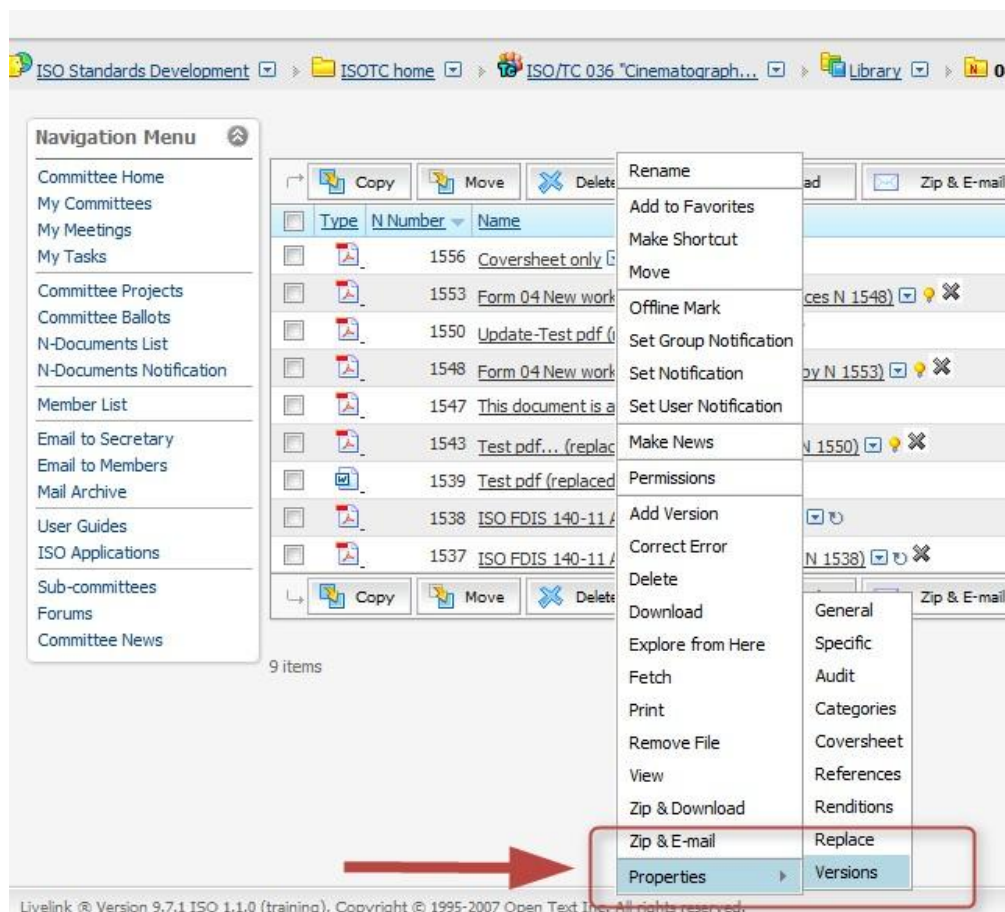 ISO Standards Development ISOTC home ISO/TC 036 "Cinematograph... Library N
Navigation Menu
Committee Home
My Committees
My Meetings
My Tasks
Committee Projects
Committee Ballots
N-Documents List
N-Documents Notification
Member List
Email to Secretary
Email to Members
Mail Archive
User Guides
ISO Applications
Sub-committees
Forums
Committee News
Copy Move Delete Zip & E-mail
Type N Number Name
1556 Coversheet only
1553 Form 04 New work N 1548)
1550 Update-Test pdf
1548 Form 04 New work by N 1553)
1547 This document is a
1543 Test pdf... N 1550)
1539 Test pdf (replaced
1538 ISO FDIS 140-11
1537 ISO FDIS 140-11 N 1538)
Copy Move Delete Zip & E-mail
9 items
Rename
Add to Favorites
Make Shortcut
Move
Offline Mark
Set Group Notification
Set Notification
Set User Notification
Make News
Permissions
Add Version
Correct Error
Delete
Download
Explore from Here
Fetch
Print
Remove File
View
Zip & Download
Zip & E-mail
Properties
General
Specific
Audit
Categories
Coversheet
References
Renditions
Replace
Versions
Livelink ® Version 9.7.1 ISO 1.1.0 (training), Copyright © 1995-2007 Open Text Inc. All rights reserved.